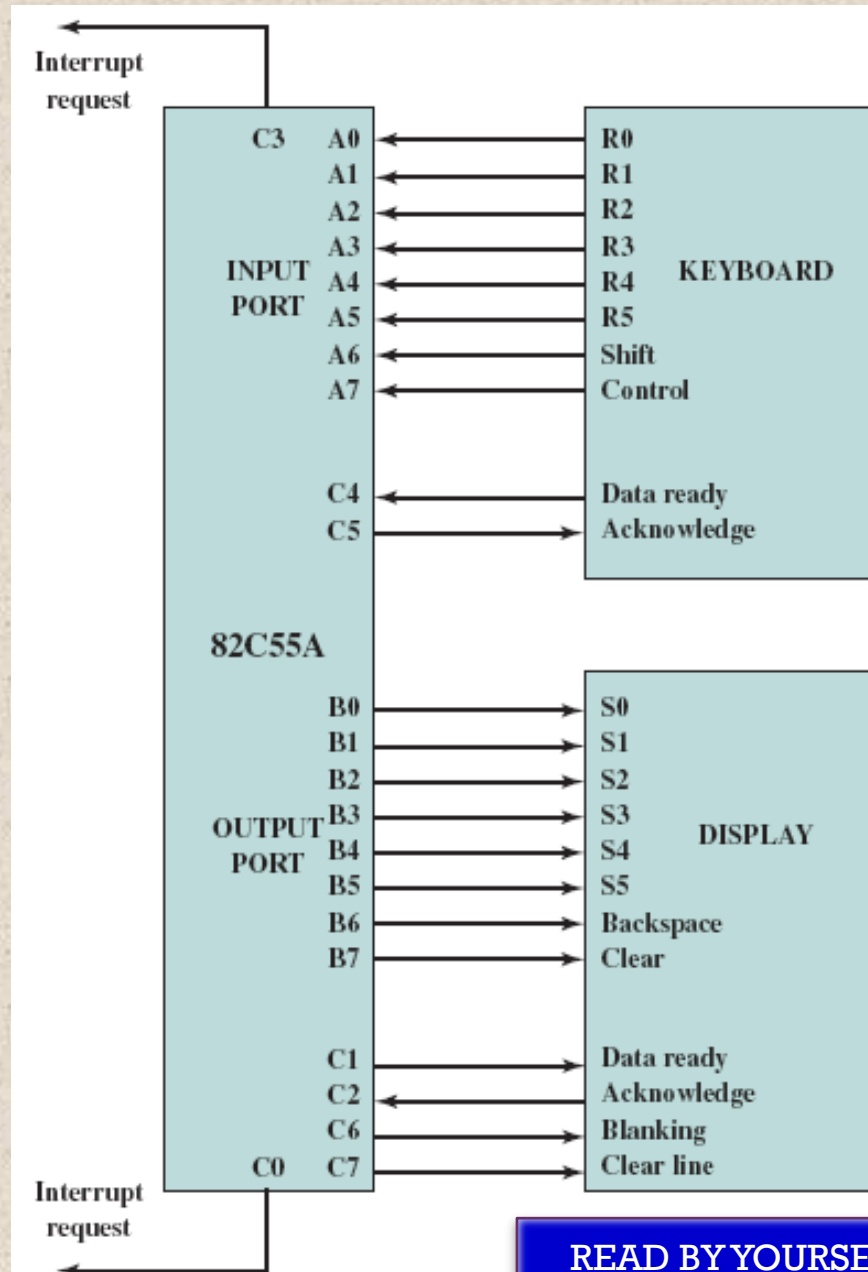 Interrupt
request
C3 A0 R0
A1 R1
A2 R2
A3 R3
INPUT A4 R4 KEYBOARD
PORT A5 R5
A6 Shift
A7 Control
C4 Data ready
C5 Acknowledge
82C55A
B0 S0
B1 S1
B2 S2
B3 S3
OUTPUT B4 S4 DISPLAY
PORT B5 S5
B6 Backspace
B7 Clear
C1 Data ready
C2 Acknowledge
C6 Blanking
C0 C7 Clear line
Interrupt
request
READ BY YOURSE